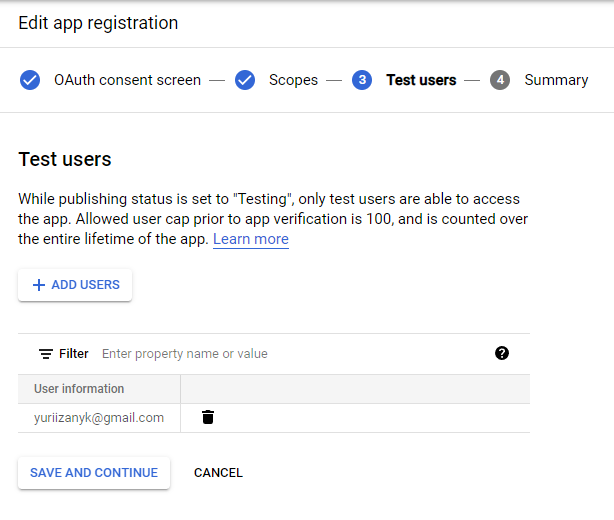 Edit app registration
OAuth consent screen — Scopes — 3 Test users — 4 Summary
Test users
While publishing status is set to "Testing", only test users are able to access
the app. Allowed user cap prior to app verification is 100, and is counted over
the entire lifetime of the app. Learn more
+ ADD USERS
Filter Enter property name or value ?
User information
yuriizanyk@gmail.com
SAVE AND CONTINUE CANCEL